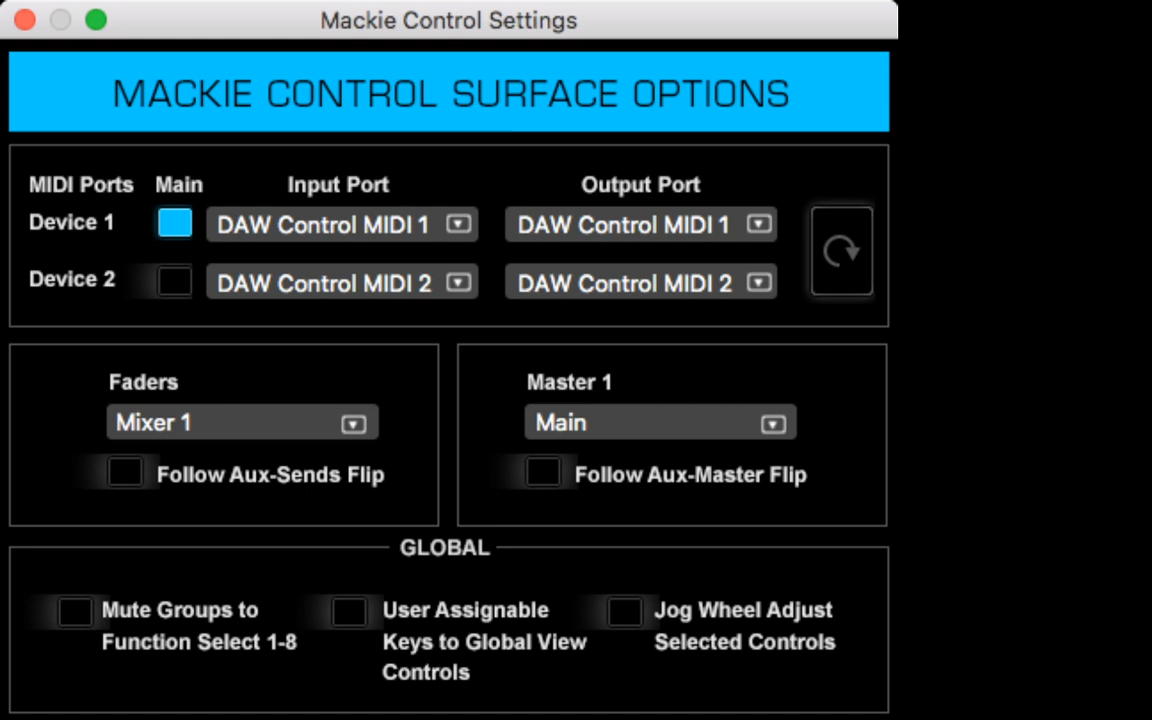 Mackie Control Settings
MACKIE CONTROL SURFACE OPTIONS
MIDI Ports Main Input Port Output Port
Device 1 DAW Control MIDI 1 DAW Control MIDI 1
Device 2 DAW Control MIDI 2 DAW Control MIDI 2
Faders
Mixer 1
Follow Aux-Sends Flip
Master 1
Main
Follow Aux-Master Flip
GLOBAL
Mute Groups to
Function Select 1-8
User Assignable
Keys to Global View
Controls
Jog Wheel Adjust
Selected Controls